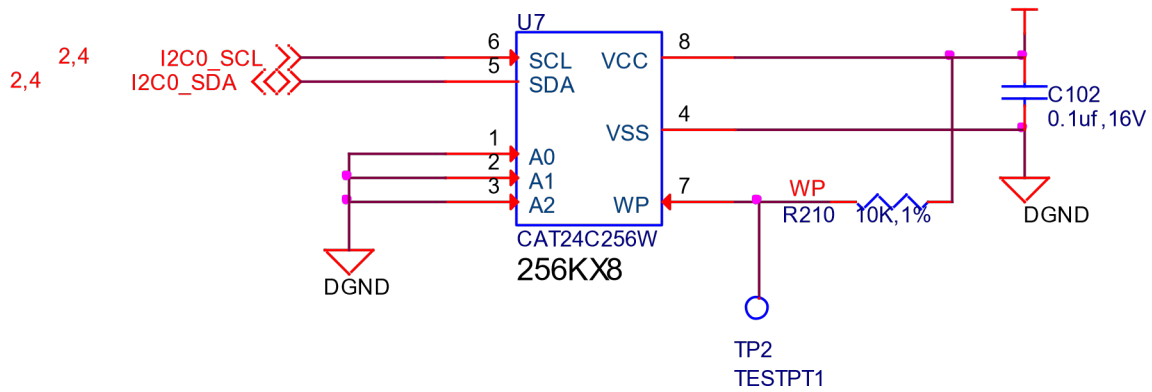 U7
2,4
I2C0_SCL
6
SCL
VCC
8
2,4
I2C0_SDA
5
SDA
C102
0.1uf,16V
VSS
4
1
A0
2
A1
3
A2
WP
7
WP
R210
10K,1%
DGND
CAT24C256W
256KX8
DGND
TP2
TESTPT1